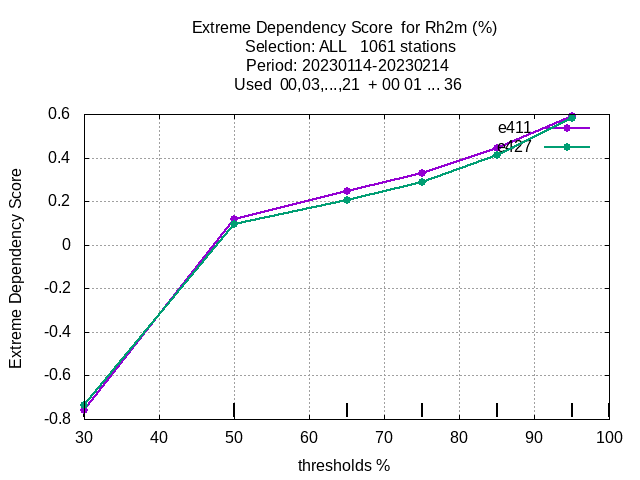 Extreme Dependency Score  for Rh2m (%)
Selection: ALL   1061 stations
Period: 20230114-20230214
Used  00,03,...,21  + 00 01 ... 36
0.6
0.4
0.2
0
-0.2
-0.4
-0.6
-0.8
Extreme Dependency Score
e411
e427
30 40 50 60 70 80 90 100
thresholds %